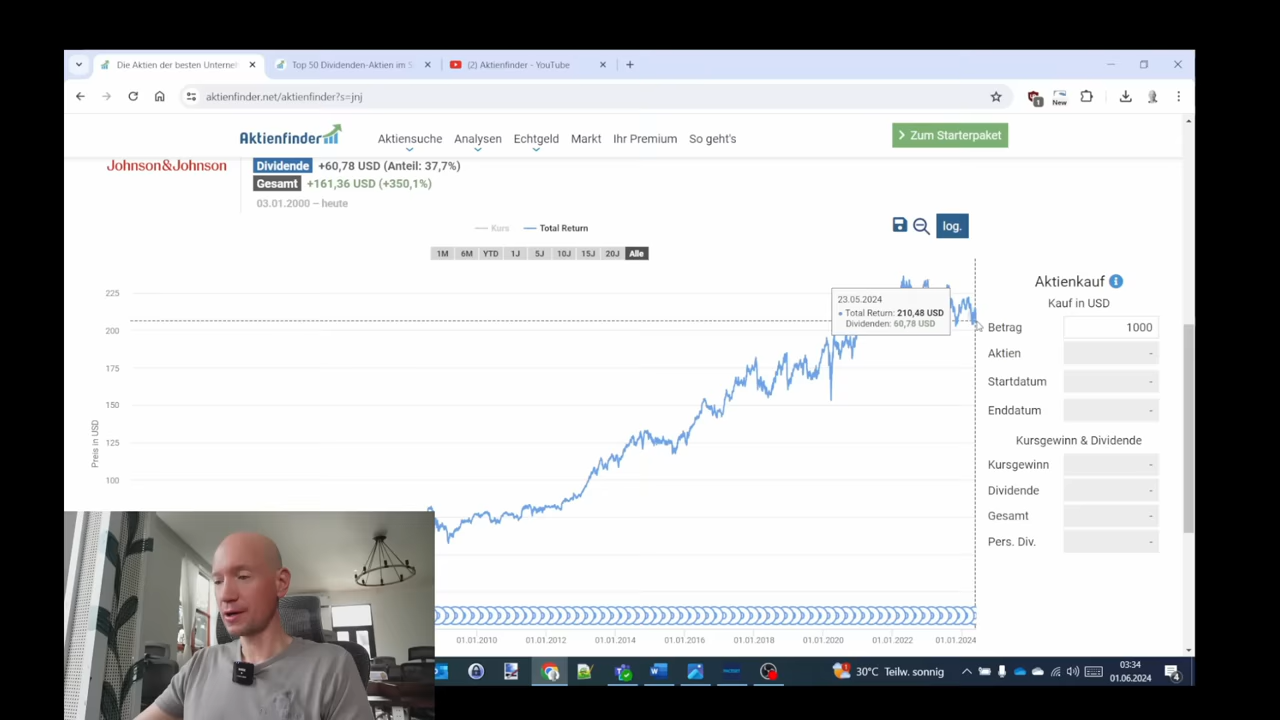 Die Aktien der besten Unterne
Top 50 Dividenden-Aktien im S
(2) Aktienfinder - YouTube
aktienfinder.net/aktienfinder?s=jnj
1
New
Aktienfinder
Aktiensuche
Analysen
Echtgeld
Markt
Ihr Premium
So geht's
Zum Starterpaket
Johnson&Johnson
Dividende +60,78 USD (Anteil: 37,7%)
Gesamt +161,36 USD (+350,1%)
03.01.2000 – heute
Kurs
Total Return
log.
1M 6M YTD 1J 5J 10J 15J 20J Alle
225
200
175
150
125
100
Preis in USD
23.05.2024
Total Return: 210,48 USD
Dividenden: 60,78 USD
01.01.2010 01.01.2012 01.01.2014 01.01.2016 01.01.2018 01.01.2020 01.01.2022 01.01.2024
Aktienkauf
Kauf in USD
Betrag 1000
Aktien -
Startdatum -
Enddatum -
Kursgewinn & Dividende
Kursgewinn -
Dividende -
Gesamt -
Pers. Div. -
30°C Teilw. sonnig
03:34
01.06.2024
4